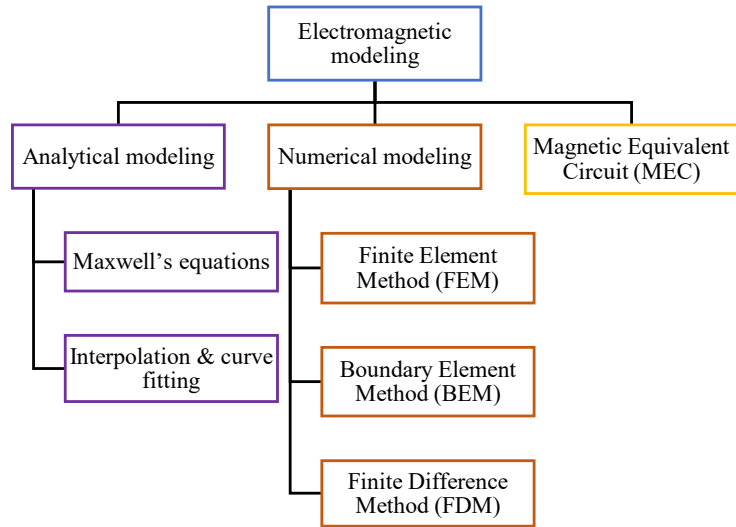 Electromagnetic
modeling
Analytical modeling
Numerical modeling
Magnetic Equivalent
Circuit (MEC)
Maxwell’s equations
Interpolation & curve
fitting
Finite Element
Method (FEM)
Boundary Element
Method (BEM)
Finite Difference
Method (FDM)